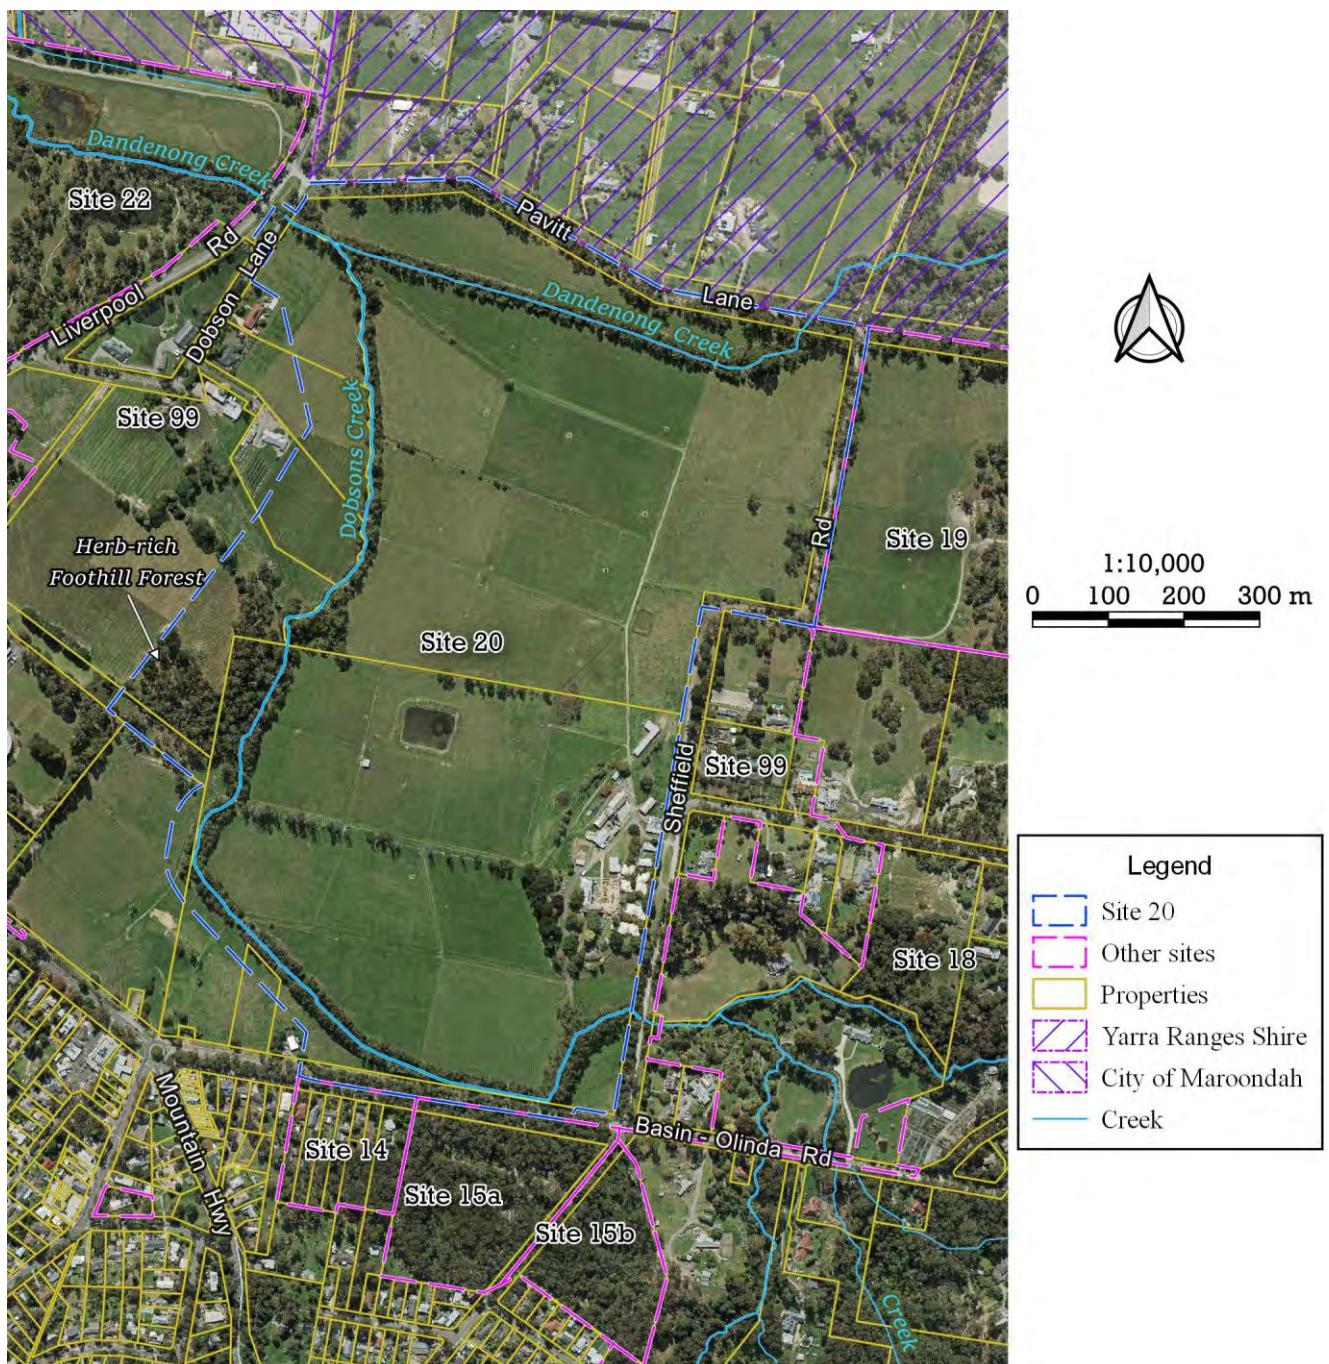 Dandenong Creek
Site 22
Liverpool Rd
Dobson Lane
Pavitt Lane
Dandenong Creek
Dobsons Creek
Site 99
Herb-rich
Foothill Forest
Site 20
Rd
Site 19
Sheffield
Site 99
Site 18
Mountain Hwy
Basin - Olinda Rd
Site 14
Site 15a
Site 15b
Creek
1:10,000
0 100 200 300 m
Legend
Site 20
Other sites
Properties
Yarra Ranges Shire
City of Maroondah
Creek